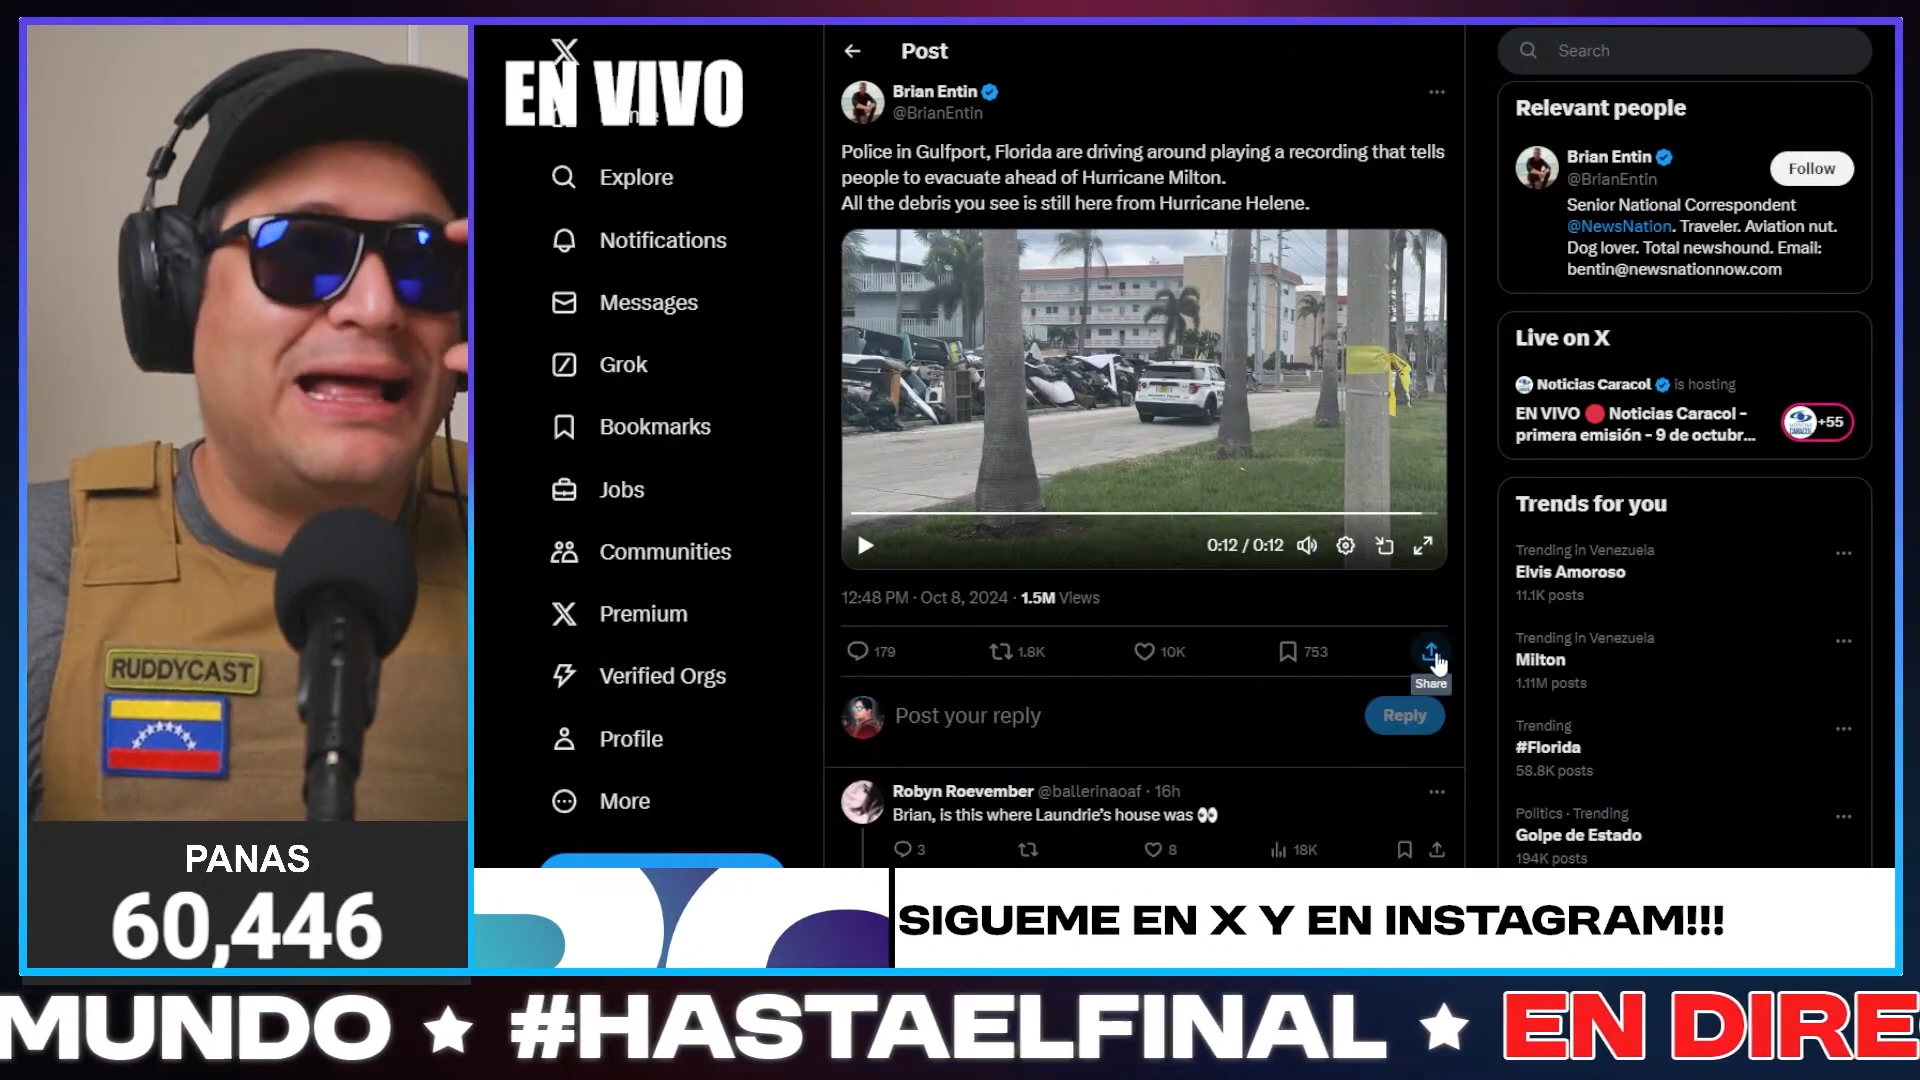 RUDDYCAST
PANAS
60,446
EN VIVO
Explore
Notifications
Messages
Grok
Bookmarks
Jobs
Communities
Premium
Verified Orgs
Profile
More
Post
Brian Entin
@BrianEntin
Police in Gulfport, Florida are driving around playing a recording that tells
people to evacuate ahead of Hurricane Milton.
All the debris you see is still here from Hurricane Helene.
0:12 / 0:12
12:48 PM · Oct 8, 2024 · 1.5M Views
179 1.8K 10K 753
Share
Post your reply
Reply
Robyn Roevember @ballerinaoaf · 16h
Brian, is this where Laundrie's house was 👀
3 8 18K
Search
Relevant people
Brian Entin
@BrianEntin
Follow
Senior National Correspondent
@NewsNation. Traveler. Aviation nut.
Dog lover. Total newshound. Email:
bentin@newsnationnow.com
Live on X
Noticias Caracol is hosting
EN VIVO 🔴 Noticias Caracol -
primera emisión - 9 de octubr...
+55
Trends for you
Trending in Venezuela
Elvis Amoroso
11.1K posts
Trending in Venezuela
Milton
1.11M posts
Trending
#Florida
58.8K posts
Politics · Trending
Golpe de Estado
194K posts
SIGUEME EN X Y EN INSTAGRAM!!!
MUNDO ★ #HASTAELFINAL ★ EN DIRE